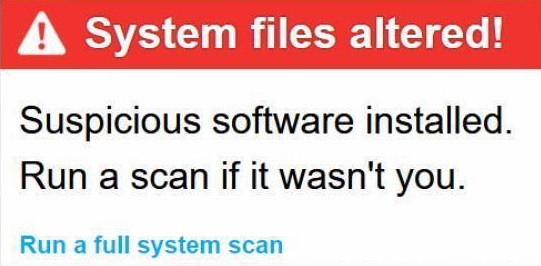 System files altered!
Suspicious software installed.
Run a scan if it wasn't you.
Run a full system scan